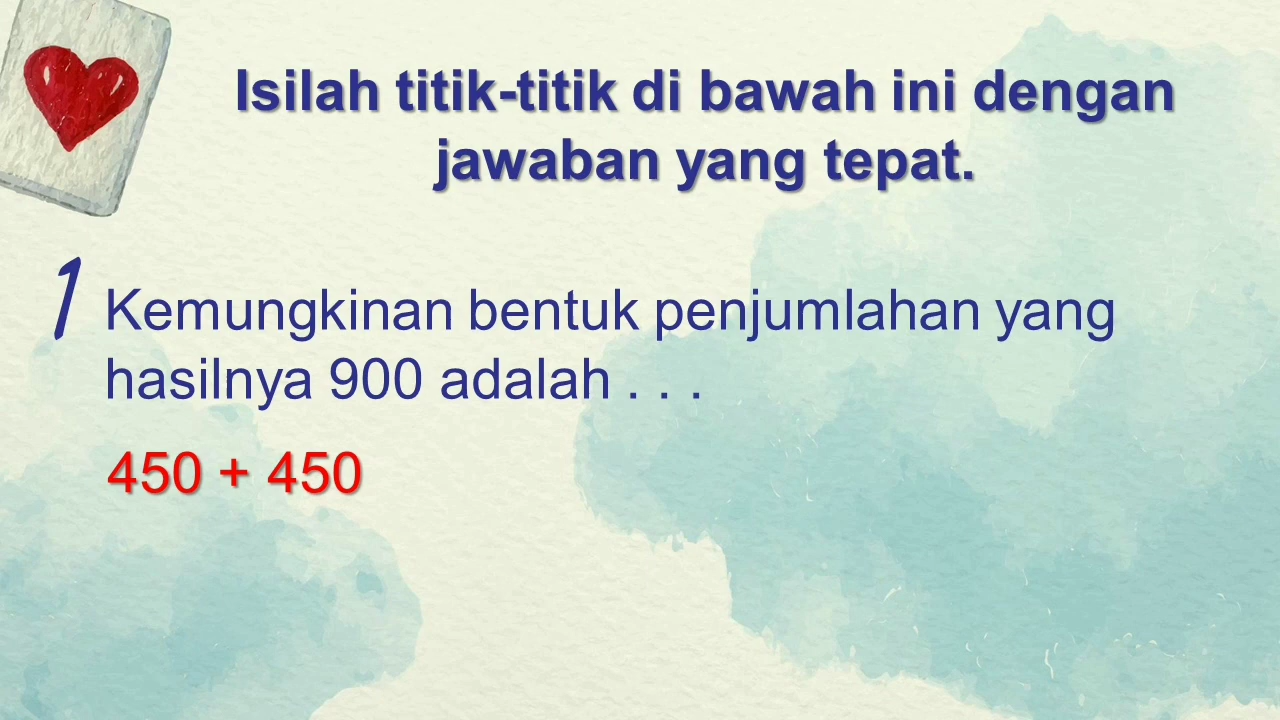 Isilah titik-titik di bawah ini dengan
jawaban yang tepat.
1 Kemungkinan bentuk penjumlahan yang
hasilnya 900 adalah . . .
450 + 450